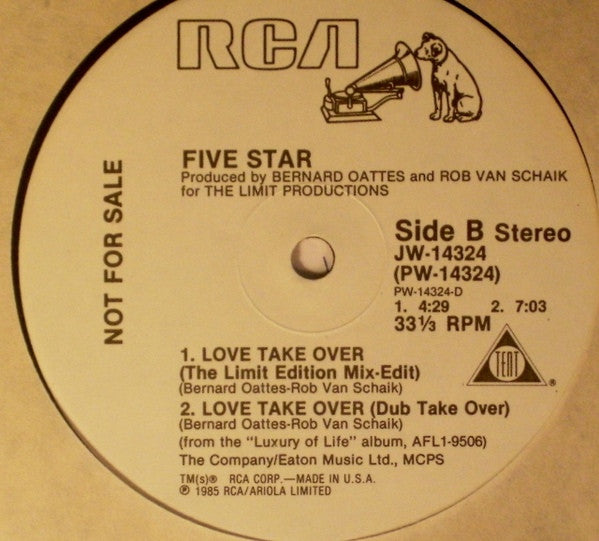 RCA
FIVE STAR
Produced by BERNARD OATTES and ROB VAN SCHAIK
for THE LIMIT PRODUCTIONS
NOT FOR SALE
Side B Stereo
JW-14324
(PW-14324)
PW-14324-D
1. 4:29 2. 7:03
33⅓ RPM
TENT
®
1. LOVE TAKE OVER
(The Limit Edition Mix-Edit)
(Bernard Oattes-Rob Van Schaik)
2. LOVE TAKE OVER (Dub Take Over)
(Bernard Oattes-Rob Van Schaik)
(from the "Luxury of Life" album, AFL1-9506)
The Company/Eaton Music Ltd., MCPS
TM(s)® RCA CORP.—MADE IN U.S.A.
℗ 1985 RCA/ARIOLA LIMITED